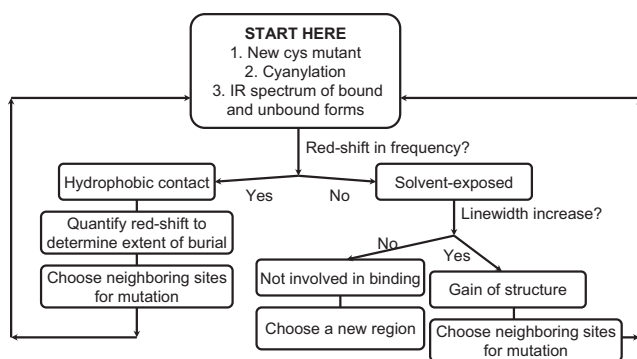 START HERE
1. New cys mutant
2. Cyanylation
3. IR spectrum of bound
and unbound forms
Red-shift in frequency?
Yes
No
Hydrophobic contact
Solvent-exposed
Quantify red-shift to
determine extent of burial
Linewidth increase?
Choose neighboring sites
for mutation
No
Yes
Not involved in binding
Gain of structure
Choose a new region
Choose neighboring sites
for mutation